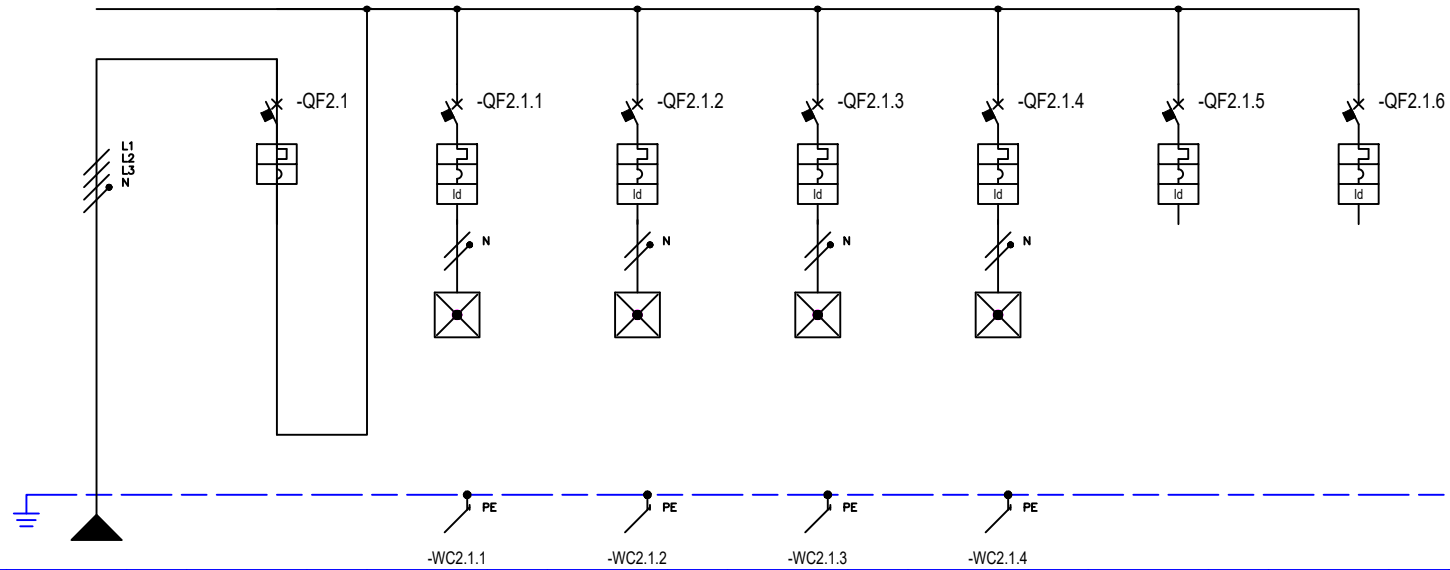 -QF2.1
-QF2.1.1
-QF2.1.2
-QF2.1.3
-QF2.1.4
-QF2.1.5
-QF2.1.6
L1
L2
L3
N
Id
Id
Id
Id
Id
Id
N
N
N
N
PE
PE
PE
PE
-WC2.1.1
-WC2.1.2
-WC2.1.3
-WC2.1.4